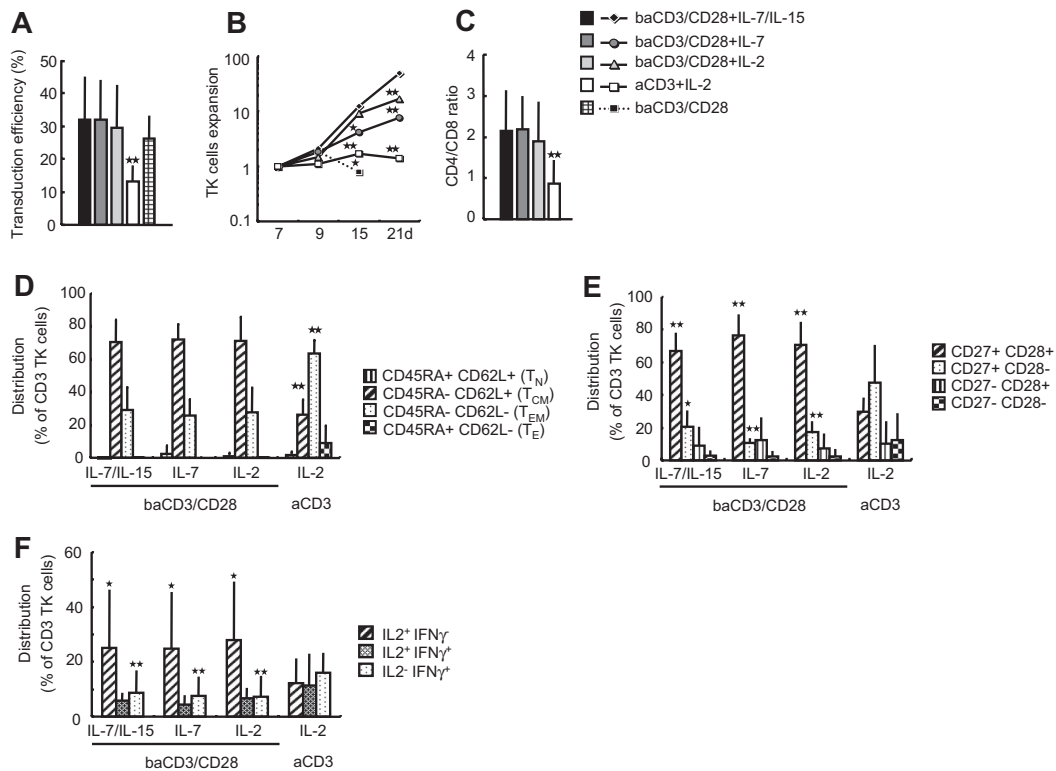 A
Transduction efficiency (%)
50
40
30
20
10
0
★★
B
TK cells expansion
100
10
1
0.1
★★
★★
★
★★
★
★★
7 9 15 21d
C
CD4/CD8 ratio
4
3
2
1
0
★★
baCD3/CD28+IL-7/IL-15
baCD3/CD28+IL-7
baCD3/CD28+IL-2
aCD3+IL-2
baCD3/CD28
D
Distribution
(% of CD3 TK cells)
100
80
60
40
20
0
★★
★★
IL-7/IL-15 IL-7 IL-2 IL-2
baCD3/CD28 aCD3
CD45RA+ CD62L+ (TN)
CD45RA- CD62L+ (TCM)
CD45RA- CD62L- (TEM)
CD45RA+ CD62L- (TE)
E
Distribution
(% of CD3 TK cells)
100
80
60
40
20
0
★★ ★★ ★★
★ ★★ ★★
IL-7/IL-15 IL-7 IL-2 IL-2
baCD3/CD28 aCD3
CD27+ CD28+
CD27+ CD28-
CD27- CD28+
CD27- CD28-
F
Distribution
(% of CD3 TK cells)
60
40
20
0
★ ★ ★
★★ ★★ ★★
IL-7/IL-15 IL-7 IL-2 IL-2
baCD3/CD28 aCD3
IL2+ IFNγ-
IL2+ IFNγ+
IL2- IFNγ+